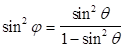 sin² φ = sin² θ / (1 − sin² θ)